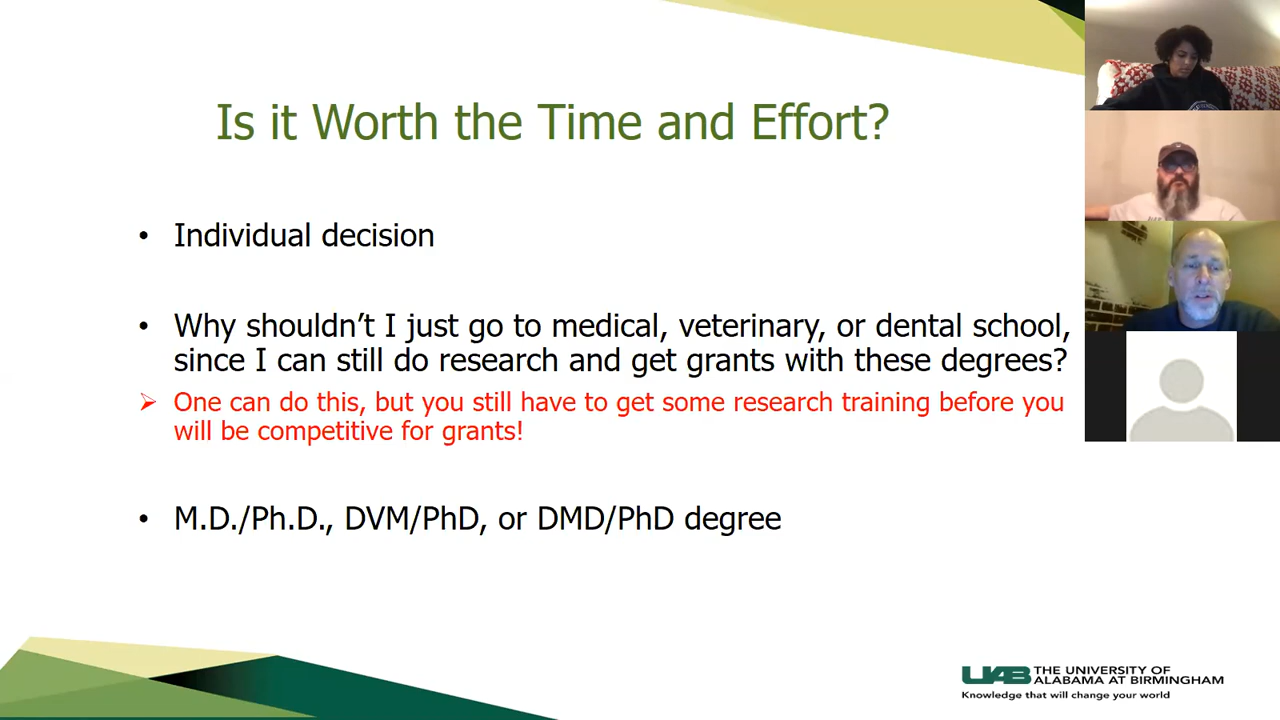 Is it Worth the Time and Effort?
• Individual decision
• Why shouldn’t I just go to medical, veterinary, or dental school,
since I can still do research and get grants with these degrees?
➢ One can do this, but you still have to get some research training before you
will be competitive for grants!
• M.D./Ph.D., DVM/PhD, or DMD/PhD degree
UAB THE UNIVERSITY OF
ALABAMA AT BIRMINGHAM
Knowledge that will change your world